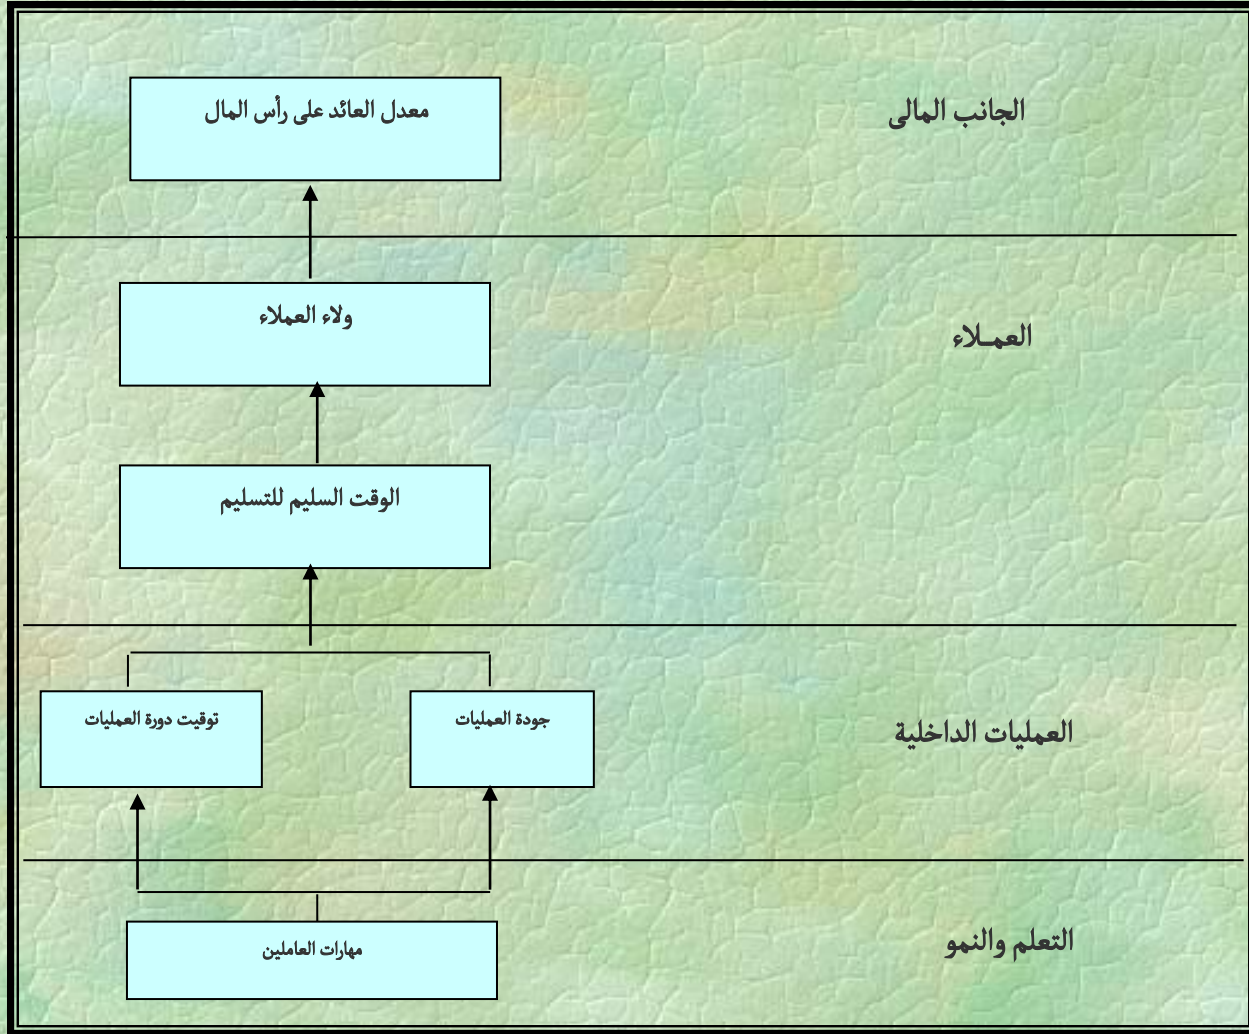 الجانب المالى
معدل العائد على رأس المال
العمـلاء
ولاء العملاء
الوقت السليم للتسليم
العمليات الداخلية
جودة العمليات
توقيت دورة العمليات
التعلم والنمو
مهارات العاملين